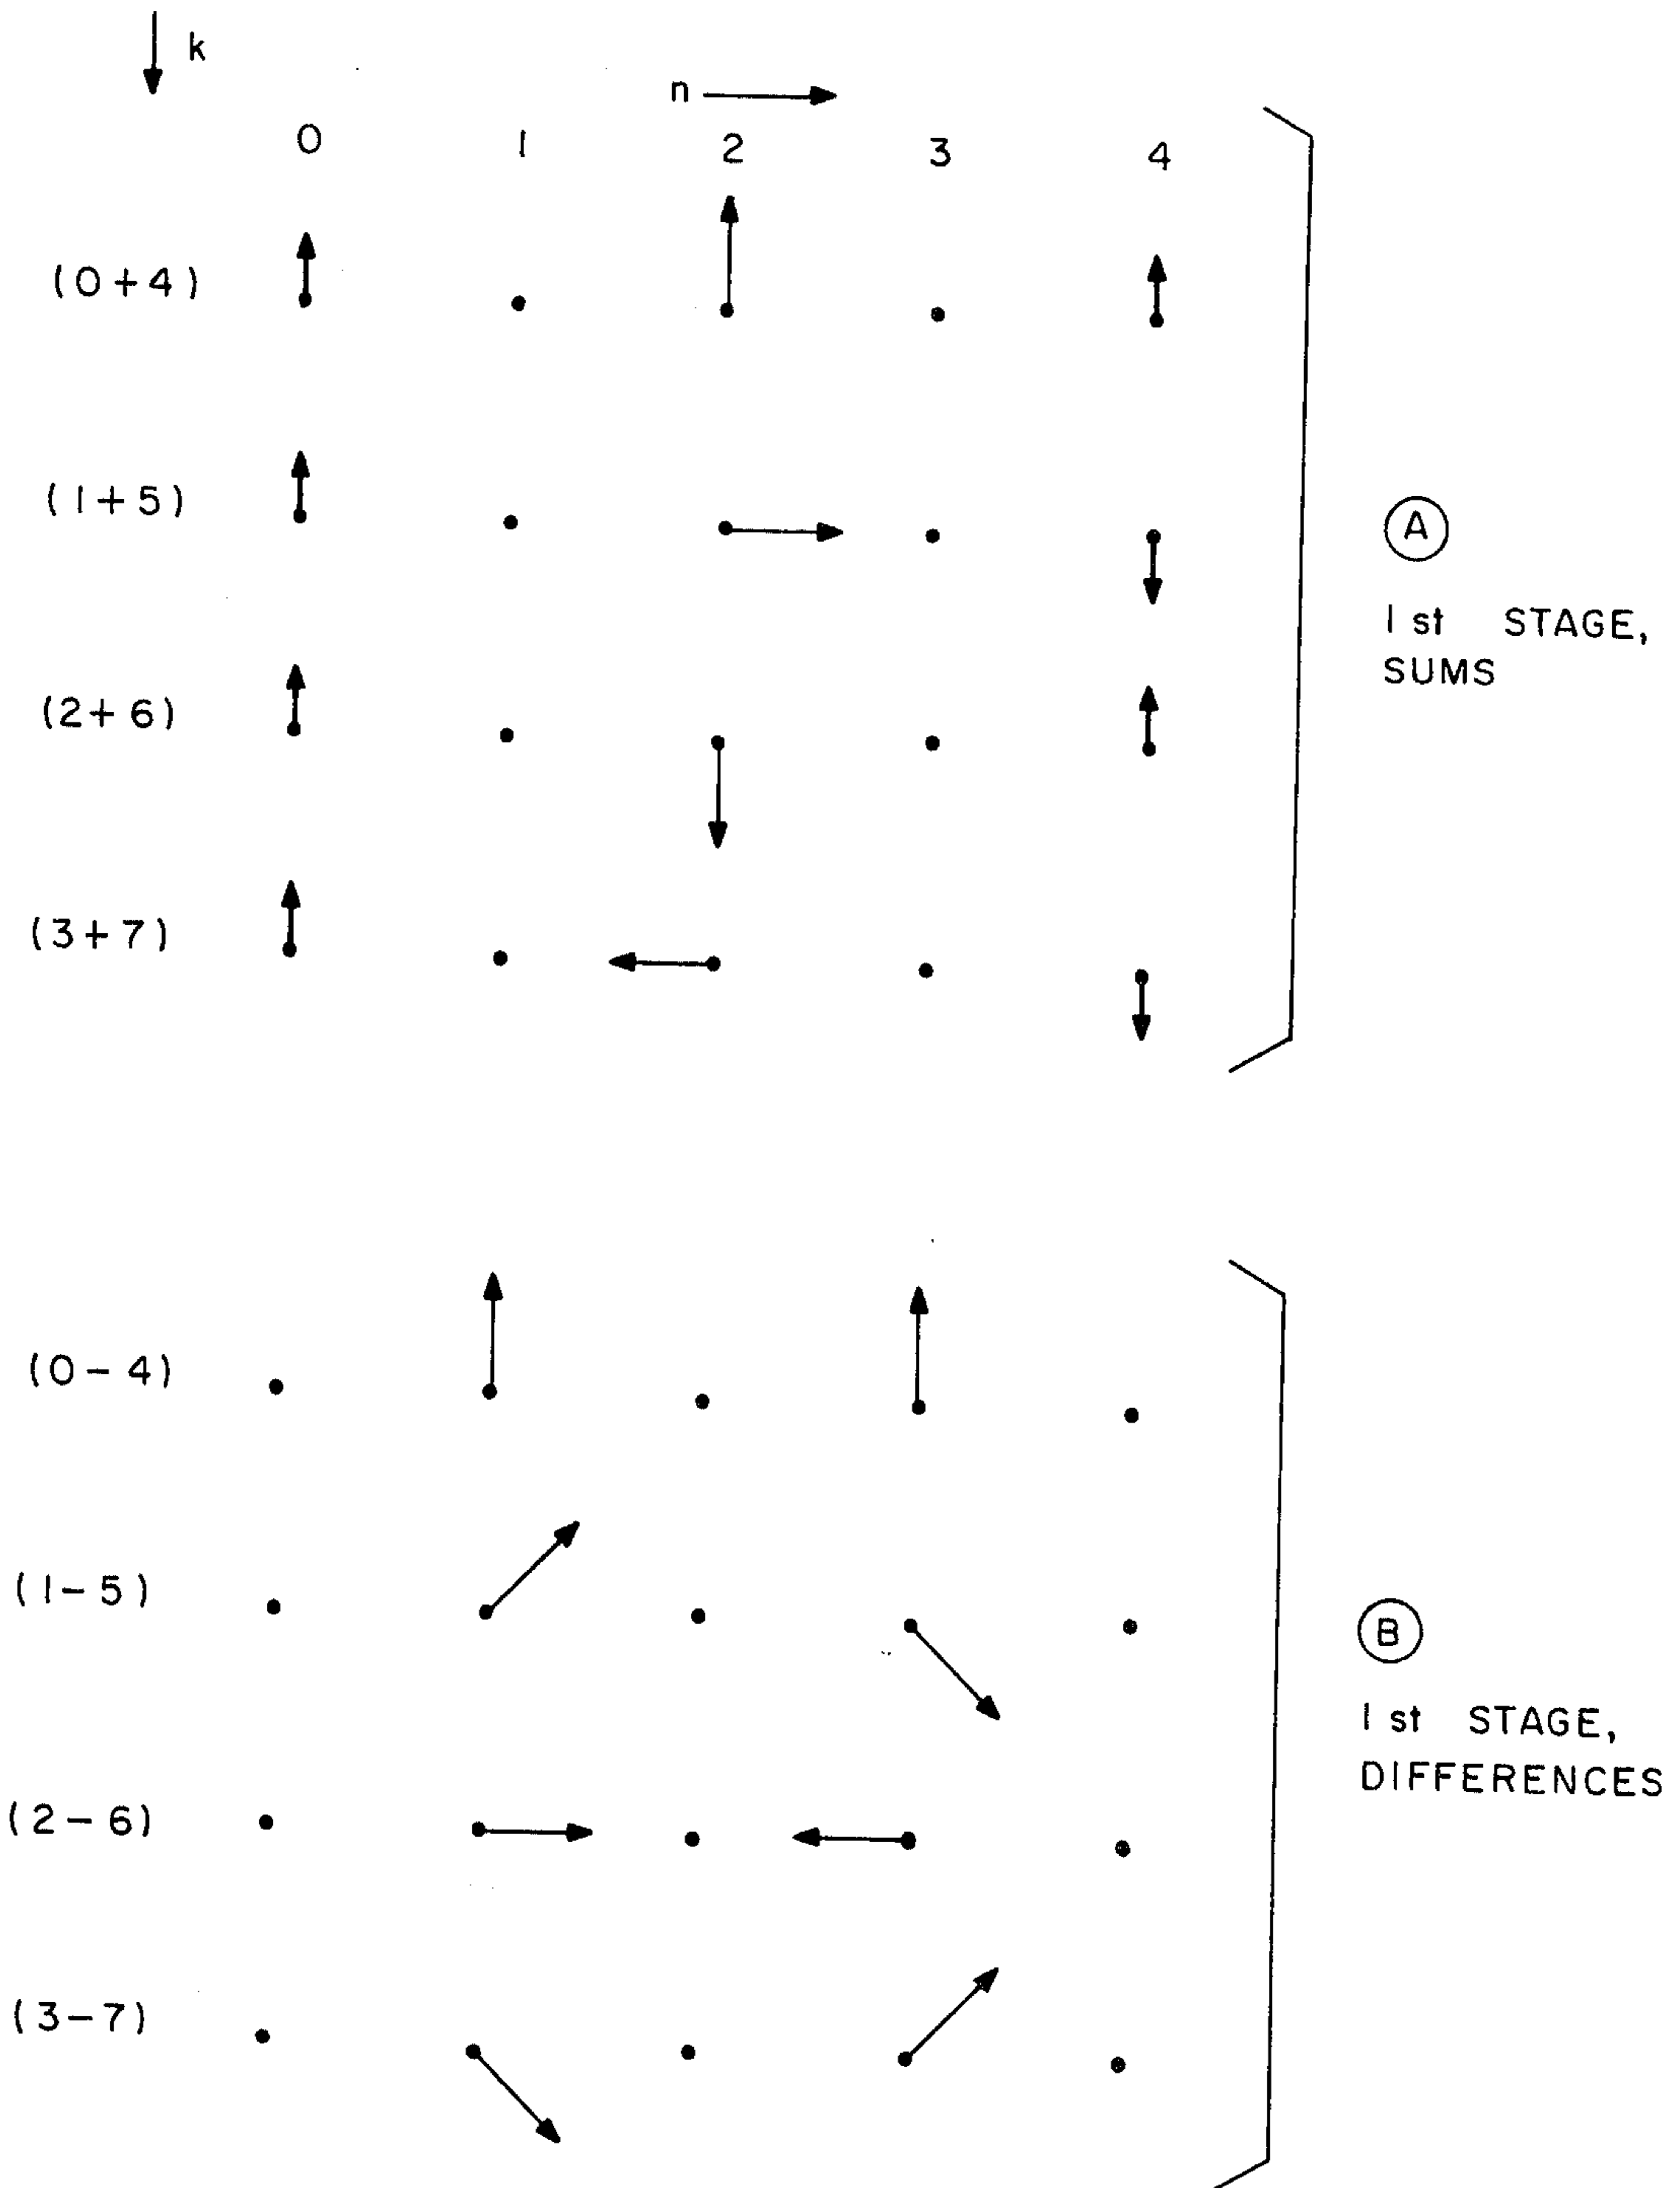 k
n
0 1 2 3 4
(0+4)
(1+5)
(2+6)
(3+7)
A
1st STAGE,
SUMS
(0-4)
(1-5)
(2-6)
(3-7)
B
1st STAGE,
DIFFERENCES